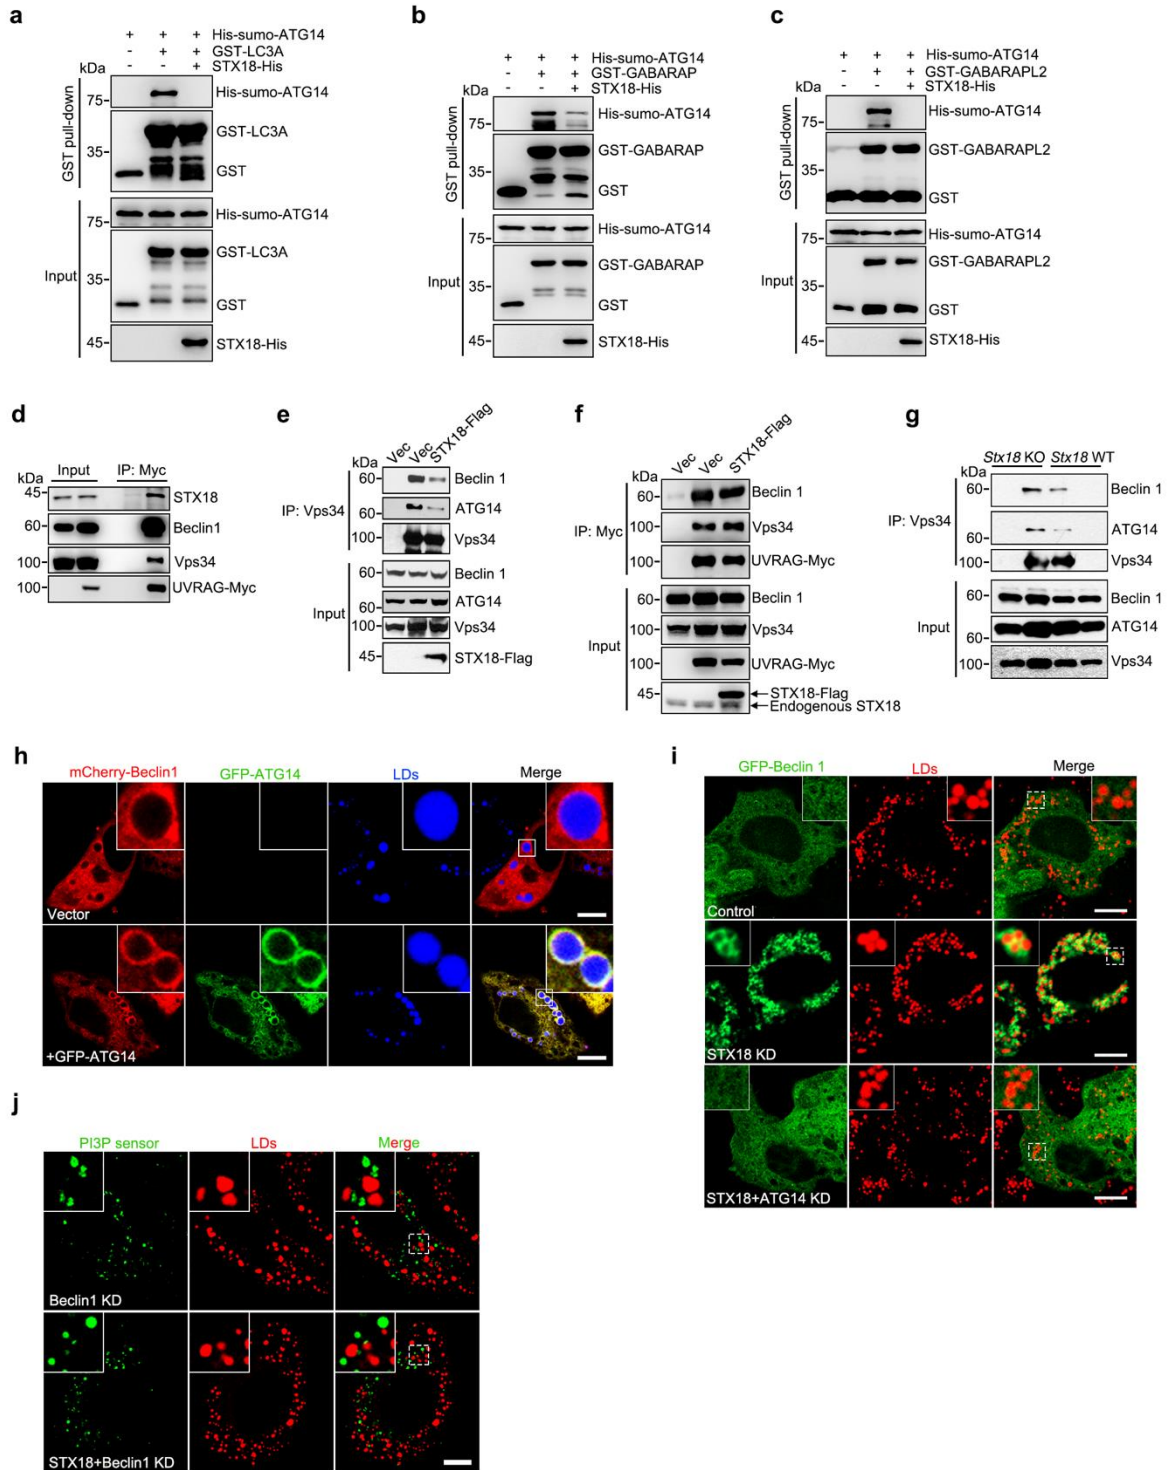 a
+ + + His-sumo-ATG14
- + + GST-LC3A
- - + STX18-His
kDa
75-
His-sumo-ATG14
GST pull-down
GST-LC3A
35-
GST
75-
His-sumo-ATG14
Input
GST-LC3A
35-
GST
45-
STX18-His
b
+ + + His-sumo-ATG14
- + + GST-GABARAP
- - + STX18-His
kDa
75-
His-sumo-ATG14
GST pull-down
GST-GABARAP
35-
GST
75-
His-sumo-ATG14
Input
GST-GABARAP
35-
GST
45-
STX18-His
c
+ + + His-sumo-ATG14
- + + GST-GABARAPL2
- - + STX18-His
kDa
75-
His-sumo-ATG14
GST pull-down
GST-GABARAPL2
35-
GST
75-
His-sumo-ATG14
Input
GST-GABARAPL2
35-
GST
45-
STX18-His
d
Input IP: Myc
kDa
45- STX18
60- Beclin1
100- Vps34
100- UVRAG-Myc
e
Vec Vec STX18-Flag
kDa
IP: Vps34
60- Beclin 1
60- ATG14
100- Vps34
Input
60- Beclin 1
60- ATG14
100- Vps34
45- STX18-Flag
f
Vec Vec STX18-Flag
kDa
IP: Myc
60- Beclin 1
100- Vps34
100- UVRAG-Myc
Input
60- Beclin 1
100- Vps34
100- UVRAG-Myc
45- STX18-Flag
Endogenous STX18
g
Stx18 KO Stx18 WT
kDa
IP: Vps34
60- Beclin 1
60- ATG14
100- Vps34
Input
60- Beclin 1
60- ATG14
100- Vps34
h
mCherry-Beclin1 GFP-ATG14 LDs Merge
Vector
+GFP-ATG14
i
GFP-Beclin 1 LDs Merge
Control
STX18 KD
STX18+ATG14 KD
j
PI3P sensor LDs Merge
Beclin1 KD
STX18+Beclin1 KD